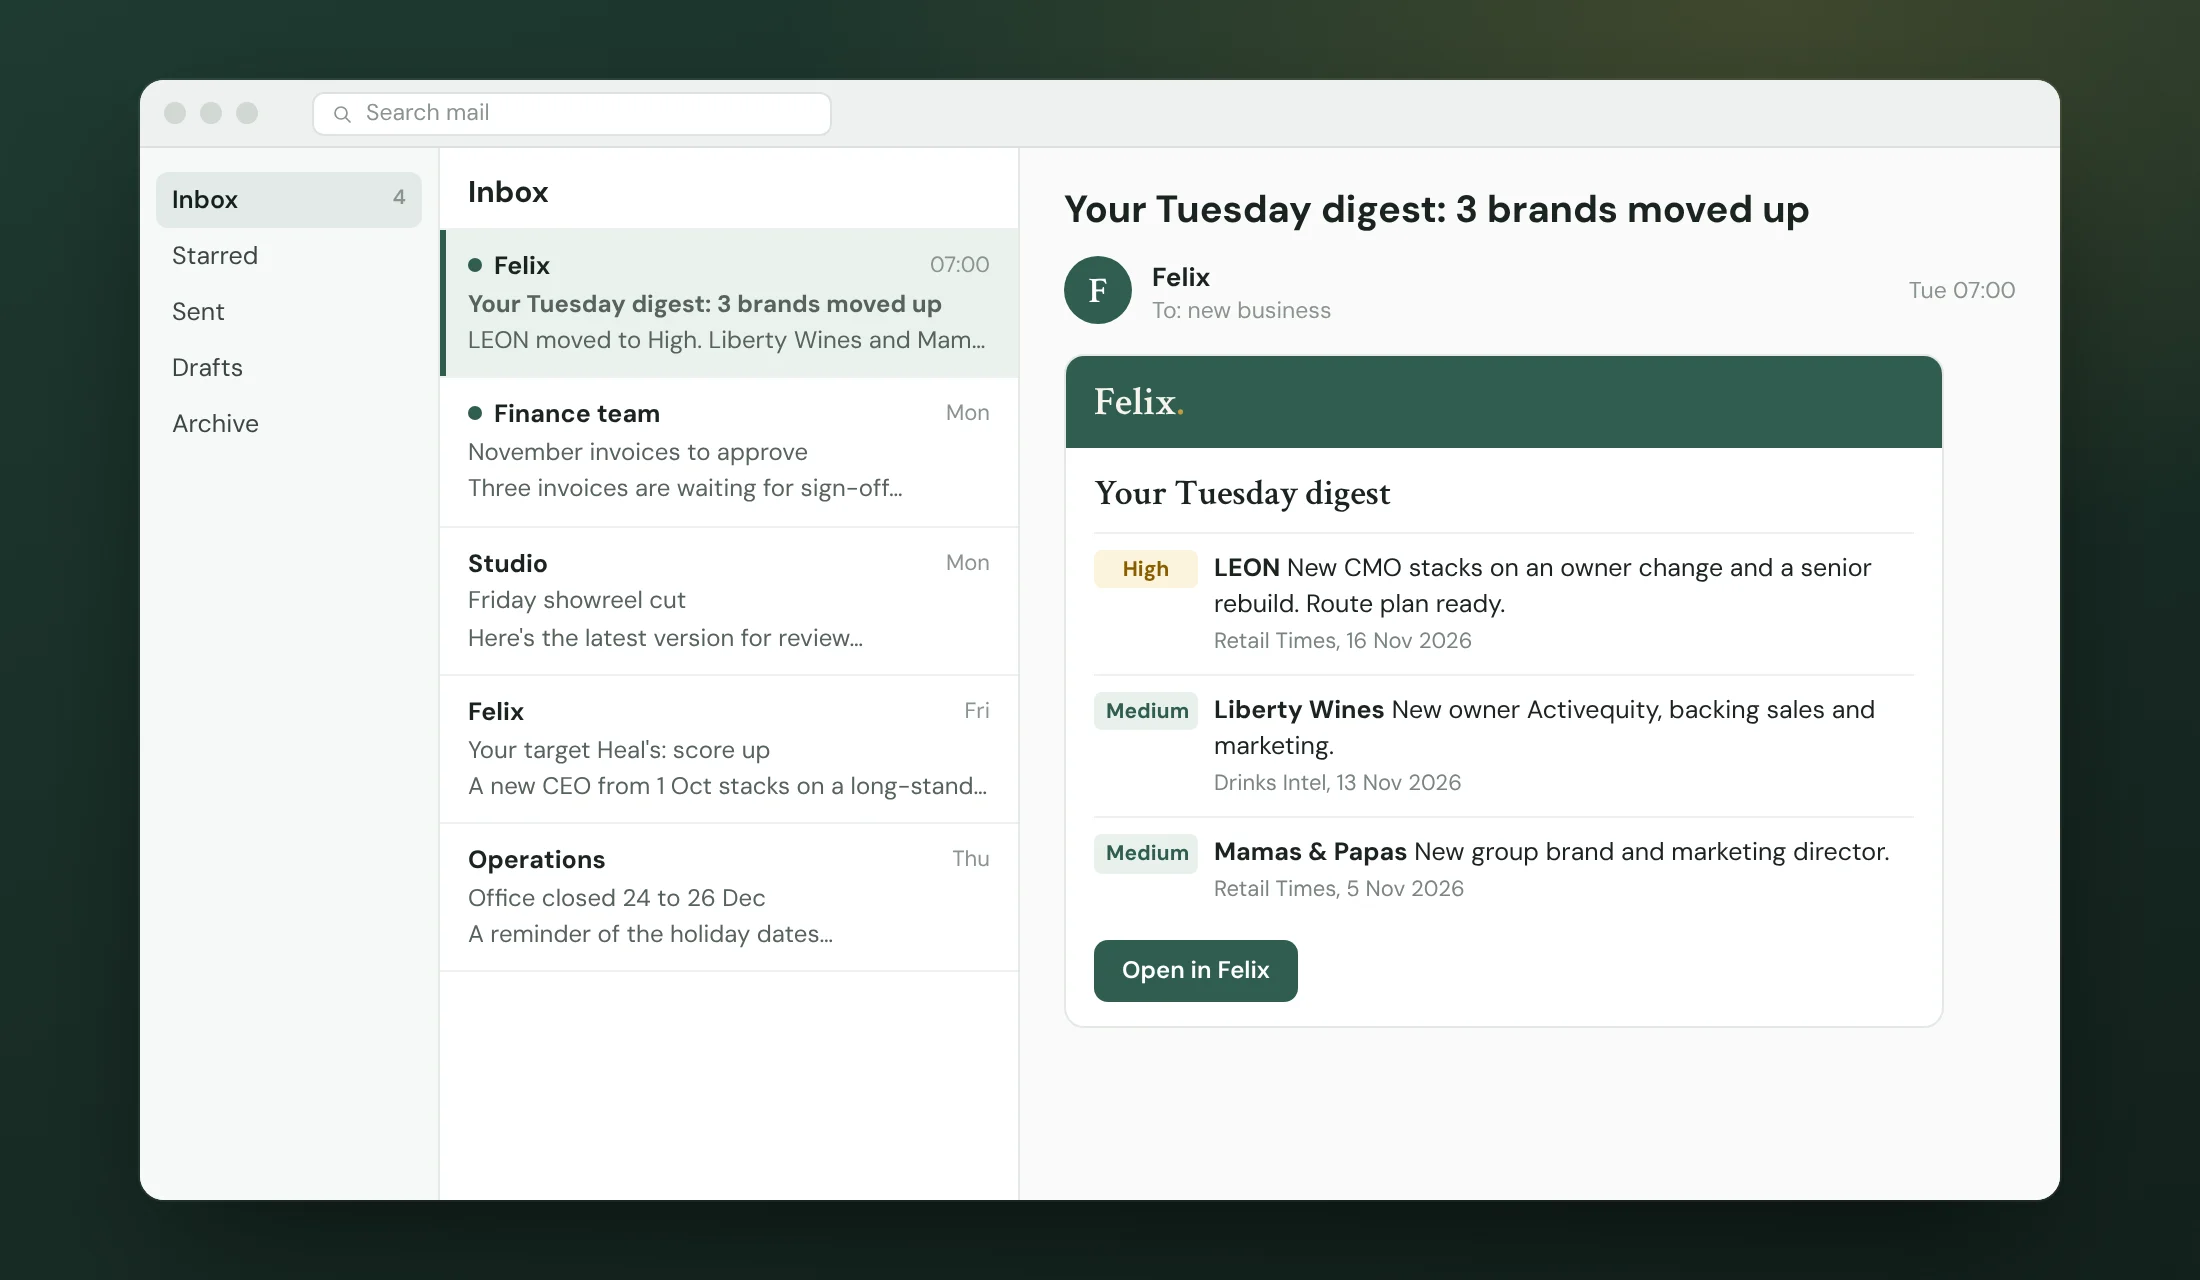 Search mail
Inbox 4
Starred
Sent
Drafts
Archive
Inbox
Felix 07:00
Your Tuesday digest: 3 brands moved up
LEON moved to High. Liberty Wines and Mam...
Finance team Mon
November invoices to approve
Three invoices are waiting for sign-off...
Studio Mon
Friday showreel cut
Here's the latest version for review...
Felix Fri
Your target Heal's: score up
A new CEO from 1 Oct stacks on a long-stand...
Operations Thu
Office closed 24 to 26 Dec
A reminder of the holiday dates...
Your Tuesday digest: 3 brands moved up
F
Felix
To: new business
Tue 07:00
Felix.
Your Tuesday digest
High LEON New CMO stacks on an owner change and a senior
rebuild. Route plan ready.
Retail Times, 16 Nov 2026
Medium Liberty Wines New owner Activequity, backing sales and
marketing.
Drinks Intel, 13 Nov 2026
Medium Mamas & Papas New group brand and marketing director.
Retail Times, 5 Nov 2026
Open in Felix